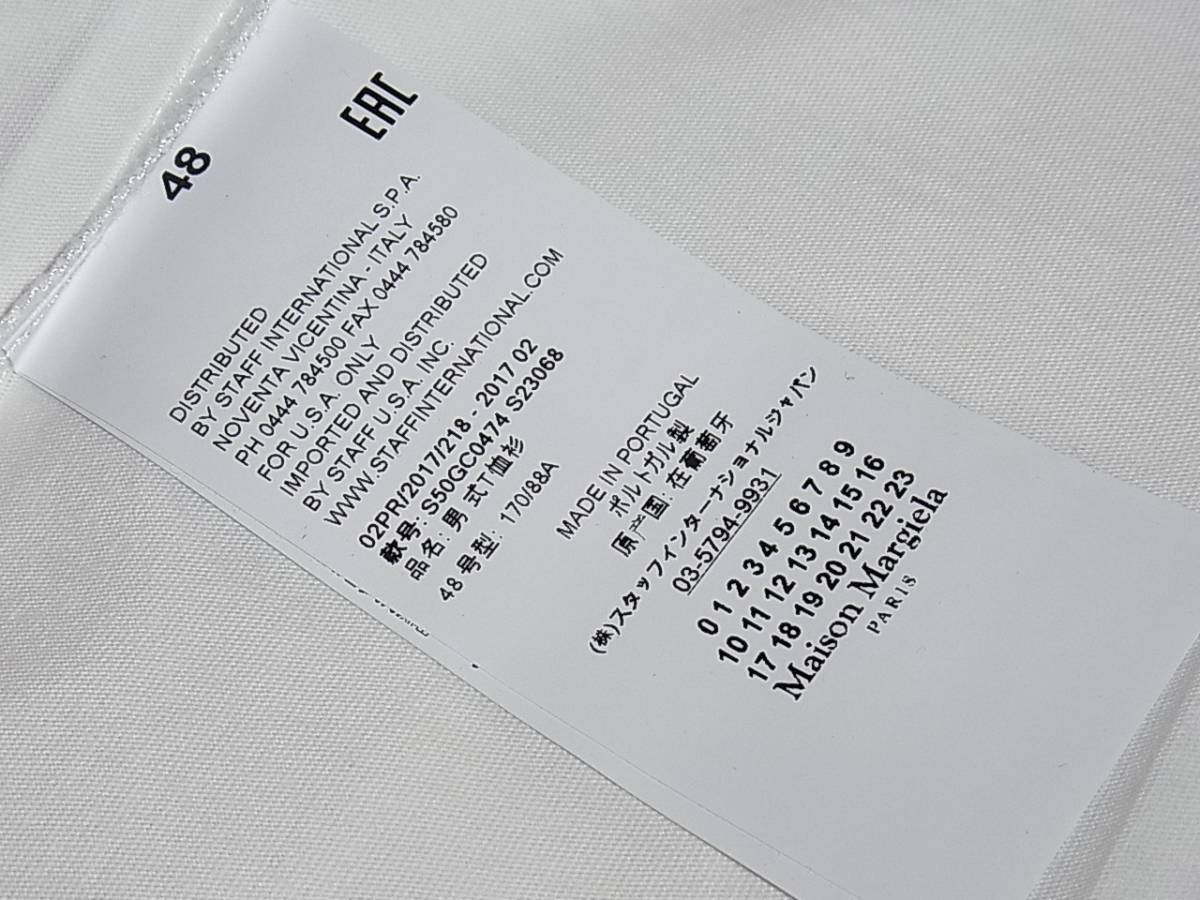 48
EAC
DISTRIBUTED
BY STAFF INTERNATIONAL S.P.A.
NOVENTA VICENTINA - ITALY
PH 0444 784500 FAX 0444 784580
FOR U.S.A. ONLY
IMPORTED AND DISTRIBUTED
BY STAFF U.S.A. INC.
WWW.STAFFINTERNATIONAL.COM
02PR/2017/218 - 2017 02
款号: S50GC0474 S23068
品名: 男 式T恤衫
48 号型: 170/88A
MADE IN PORTUGAL
ポルトガル製
原产国: 在葡萄牙
(株)スタッフインターナショナルジャパン
03-5794-9931
0 1 2 3 4 5 6 7 8 9
10 11 12 13 14 15 16
17 18 19 20 21 22 23
Maison Margiela
PARIS